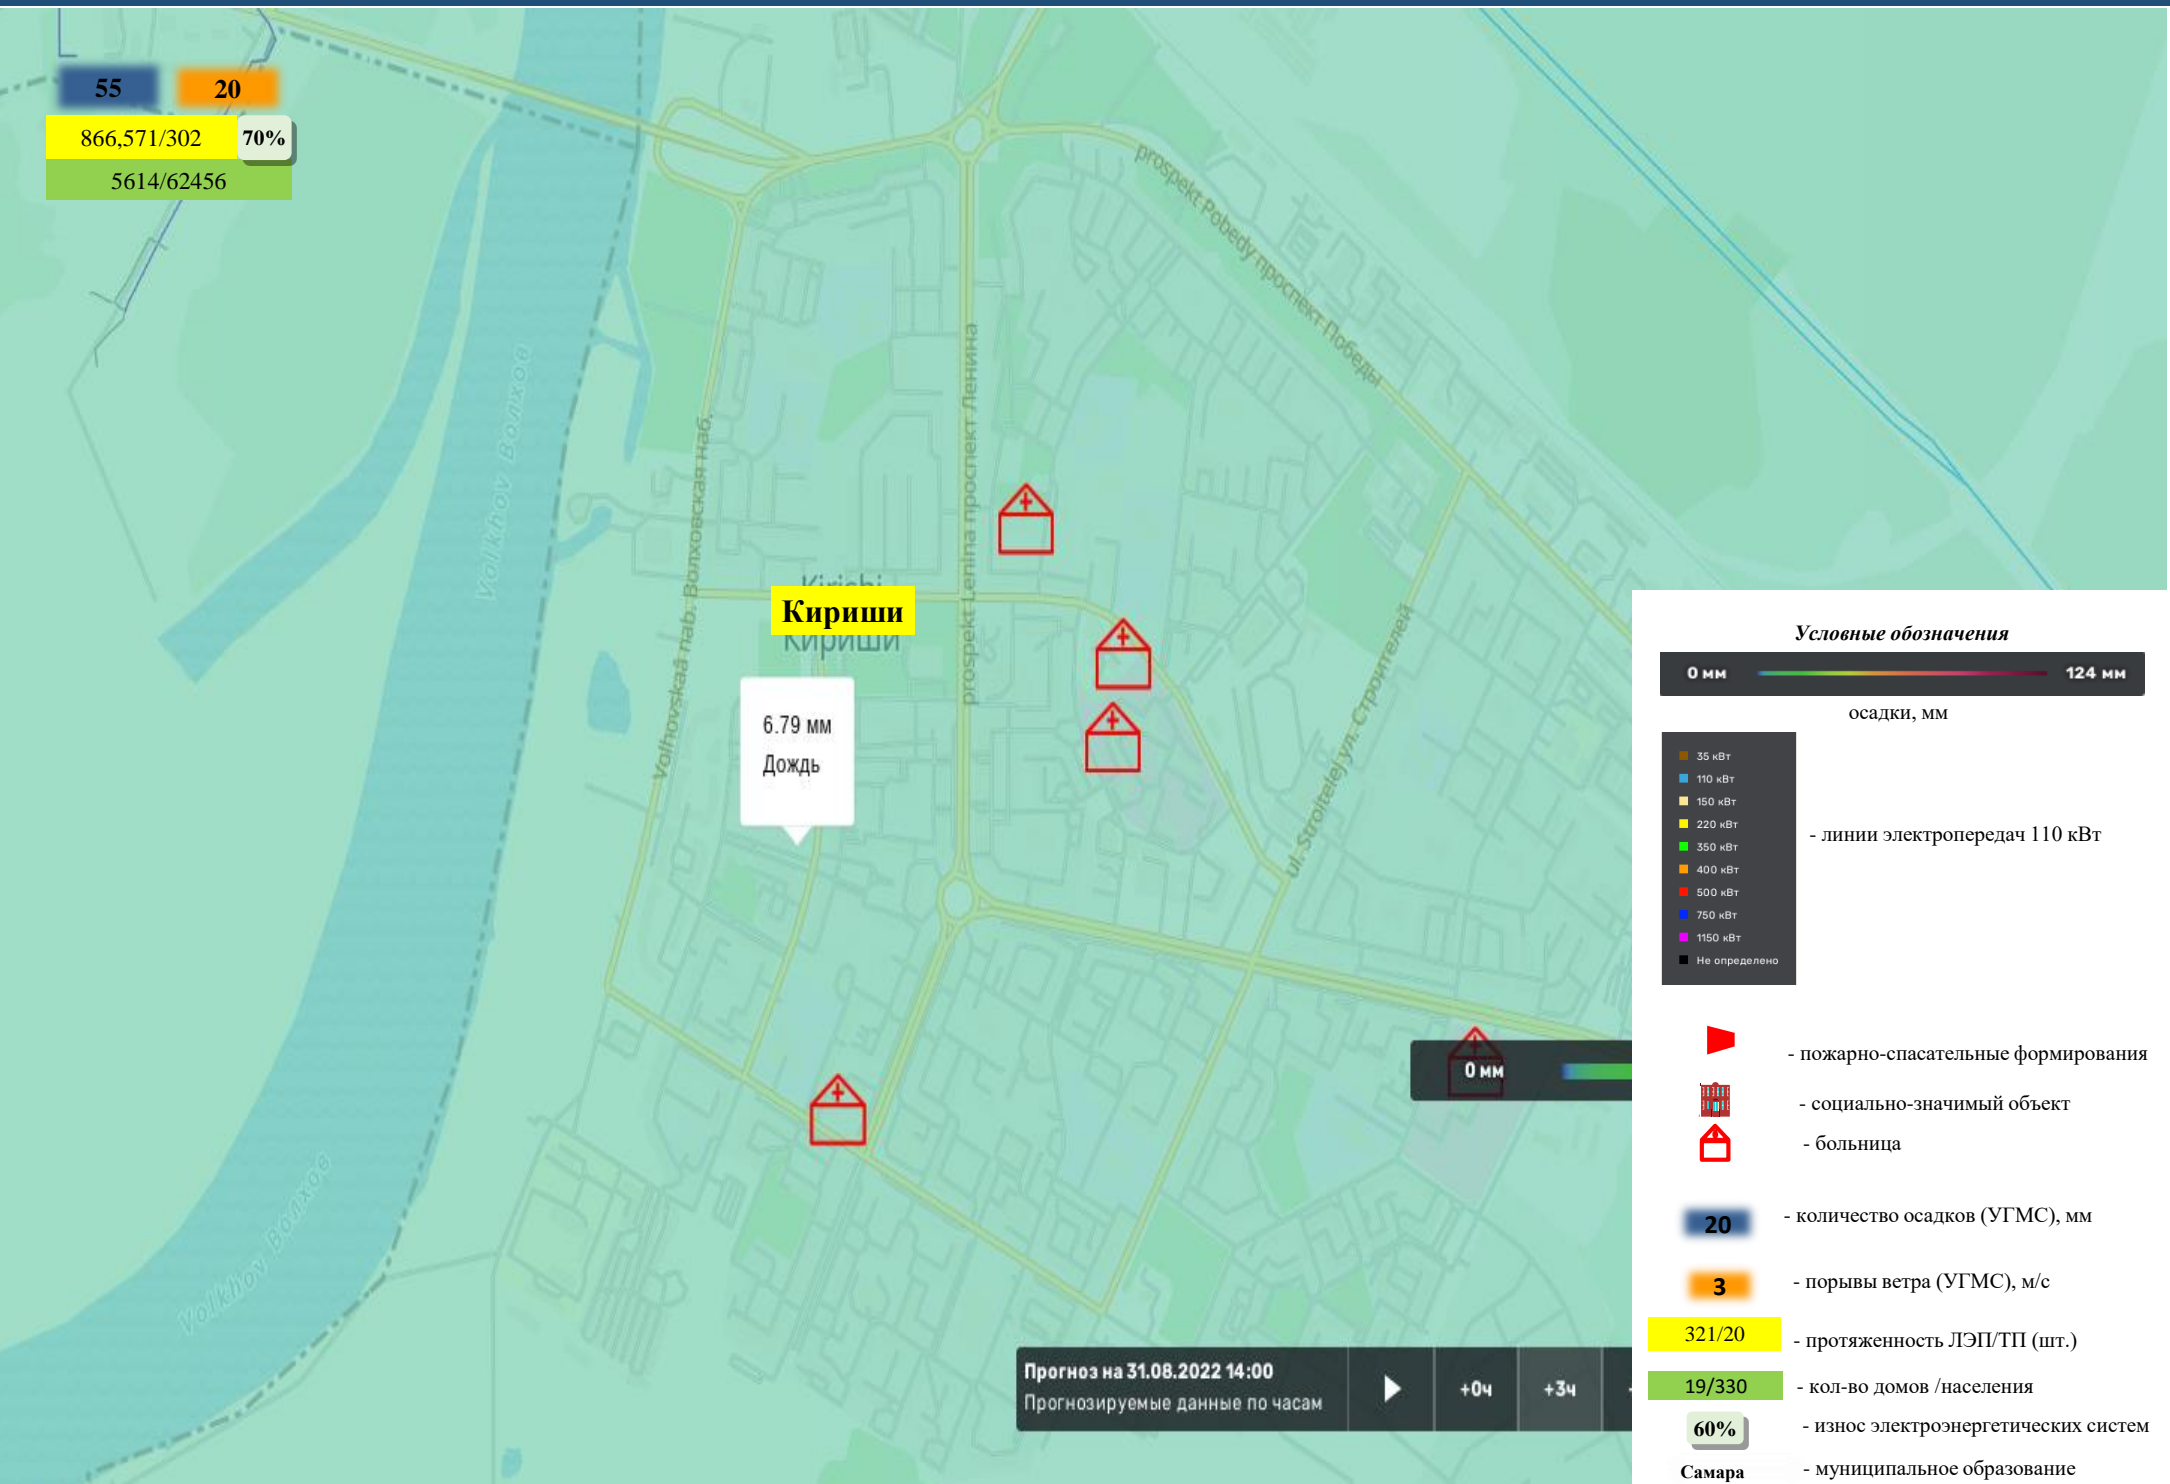 55 20
866,571/302 70%
5614/62456
prospekt Pobedy проспект Победы
Volkhov Волхов
Volhovskaâ nab. Волховская наб.
prospekt Lenina проспект Ленина
Kirishi
Кириши
Кириши
6.79 мм
Дождь
ul. Stroitelej ул. Строителей
Volkhov Волхов
0 мм
Прогноз на 31.08.2022 14:00
Прогнозируемые данные по часам
+0ч +3ч
Условные обозначения
0 мм 124 мм
осадки, мм
35 кВт
110 кВт
150 кВт
220 кВт
350 кВт
400 кВт
500 кВт
750 кВт
1150 кВт
Не определено
- линии электропередач 110 кВт
- пожарно-спасательные формирования
- социально-значимый объект
- больница
20 - количество осадков (УГМС), мм
3 - порывы ветра (УГМС), м/с
321/20 - протяженность ЛЭП/ТП (шт.)
19/330 - кол-во домов /населения
60% - износ электроэнергетических систем
Самара - муниципальное образование